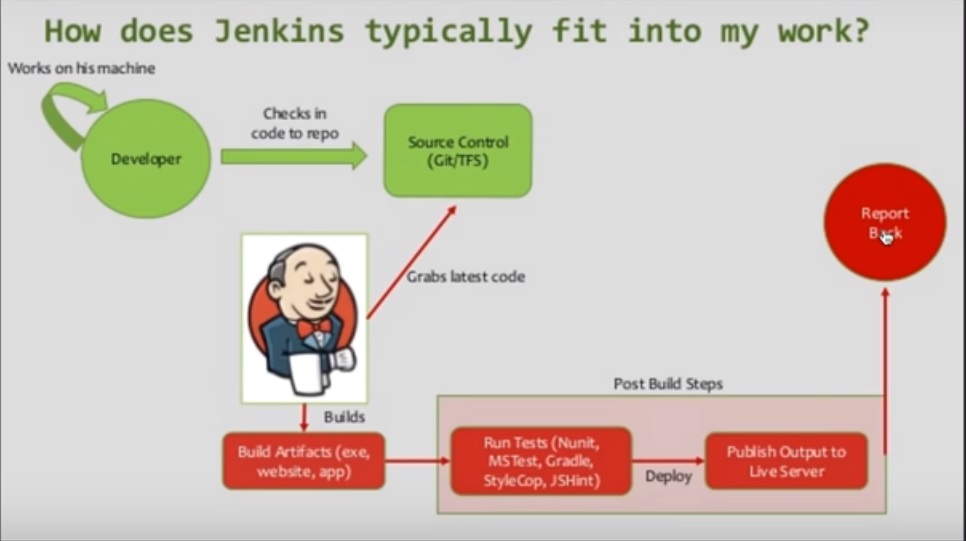 How does Jenkins typically fit into my work?
Works on his machine
Developer
Checks in
code to repo
Source Control
(Git/TFS)
Report
Back
Grabs latest code
Builds
Build Artifacts (exe,
website, app)
Post Build Steps
Run Tests (Nunit,
MSTest, Gradle,
StyleCop, JSHint)
Deploy
Publish Output to
Live Server